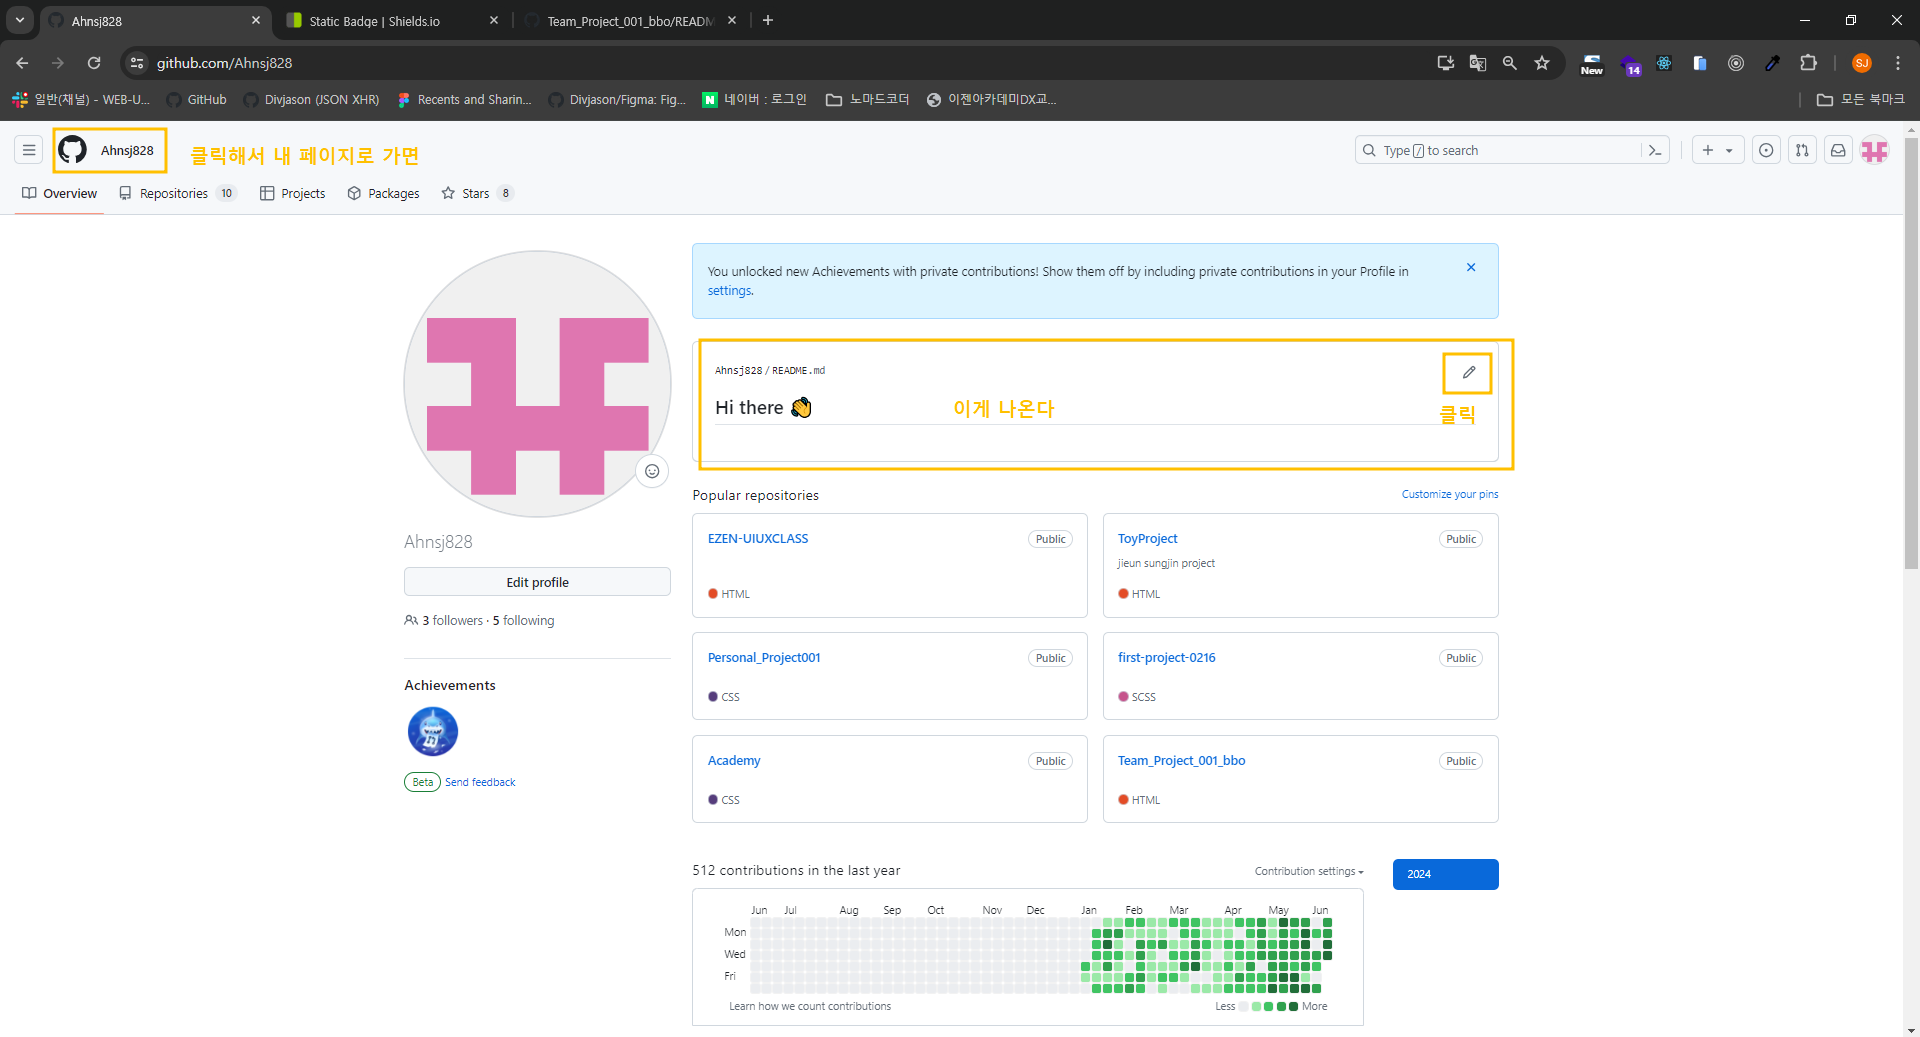 Ahnsj828
Static Badge | Shields.io
Team_Project_001_bbo/READM
github.com/Ahnsj828
New
14
SJ
일반(채널) - WEB-U...
GitHub
Divjason (JSON XHR)
Recents and Sharin...
Divjason/Figma: Fig...
N
네이버 : 로그인
노마드코더
이젠아카데미DX교...
모든 북마크
Ahnsj828
클릭해서 내 페이지로 가면
Type / to search
Overview
Repositories 10
Projects
Packages
Stars 8
You unlocked new Achievements with private contributions! Show them off by including private contributions in your Profile in
settings.
Ahnsj828 / README.md
Hi there 👋
이게 나온다
클릭
Popular repositories
Customize your pins
EZEN-UIUXCLASS
Public
HTML
ToyProject
Public
jieun sungjin project
HTML
Ahnsj828
Edit profile
3 followers · 5 following
Personal_Project001
Public
CSS
first-project-0216
Public
SCSS
Achievements
Beta Send feedback
Academy
Public
CSS
Team_Project_001_bbo
Public
HTML
512 contributions in the last year
Contribution settings
2024
Jun Jul Aug Sep Oct Nov Dec Jan Feb Mar Apr May Jun
Mon
Wed
Fri
Learn how we count contributions
Less
More